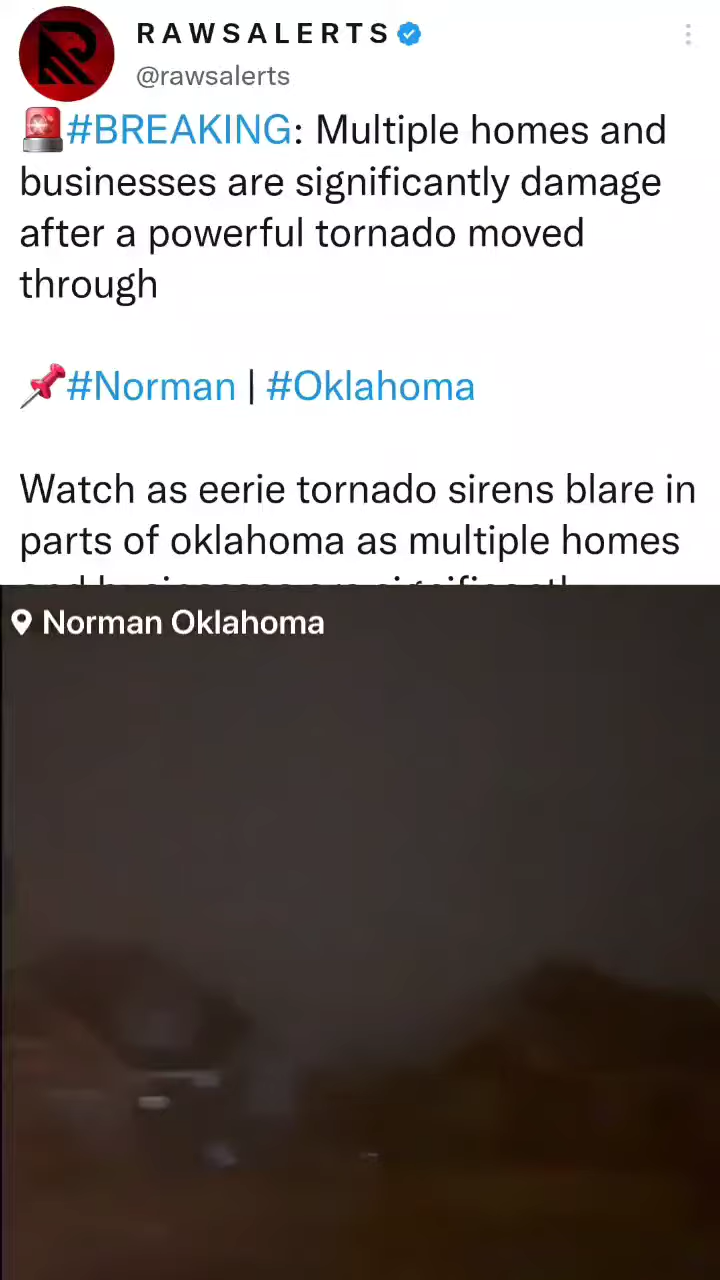 RAWSALERTS
@rawsalerts
🚨#BREAKING: Multiple homes and
businesses are significantly damage
after a powerful tornado moved
through
📌#Norman | #Oklahoma
Watch as eerie tornado sirens blare in
parts of oklahoma as multiple homes
Norman Oklahoma